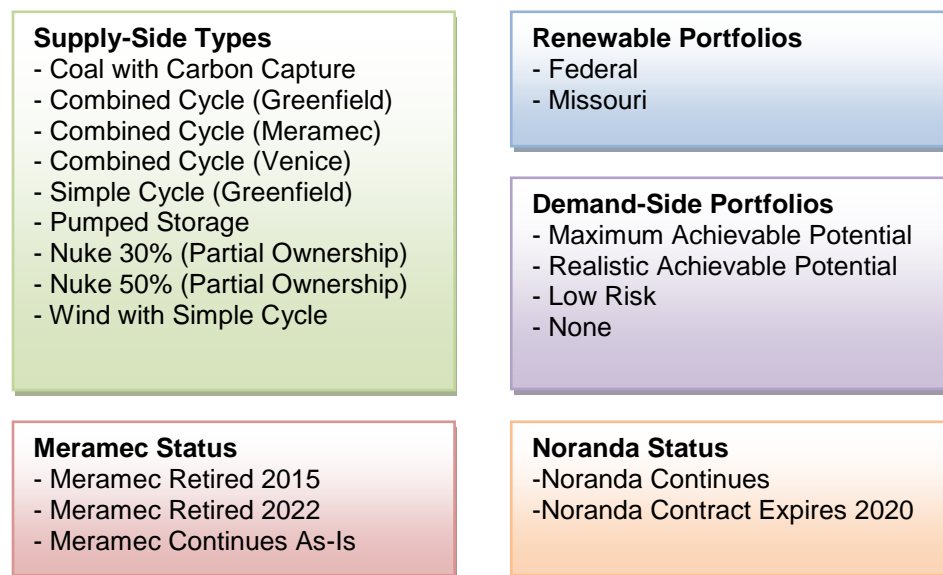 Supply-Side Types
- Coal with Carbon Capture
- Combined Cycle (Greenfield)
- Combined Cycle (Meramec)
- Combined Cycle (Venice)
- Simple Cycle (Greenfield)
- Pumped Storage
- Nuke 30% (Partial Ownership)
- Nuke 50% (Partial Ownership)
- Wind with Simple Cycle
Renewable Portfolios
- Federal
- Missouri
Demand-Side Portfolios
- Maximum Achievable Potential
- Realistic Achievable Potential
- Low Risk
- None
Meramec Status
- Meramec Retired 2015
- Meramec Retired 2022
- Meramec Continues As-Is
Noranda Status
-Noranda Continues
-Noranda Contract Expires 2020